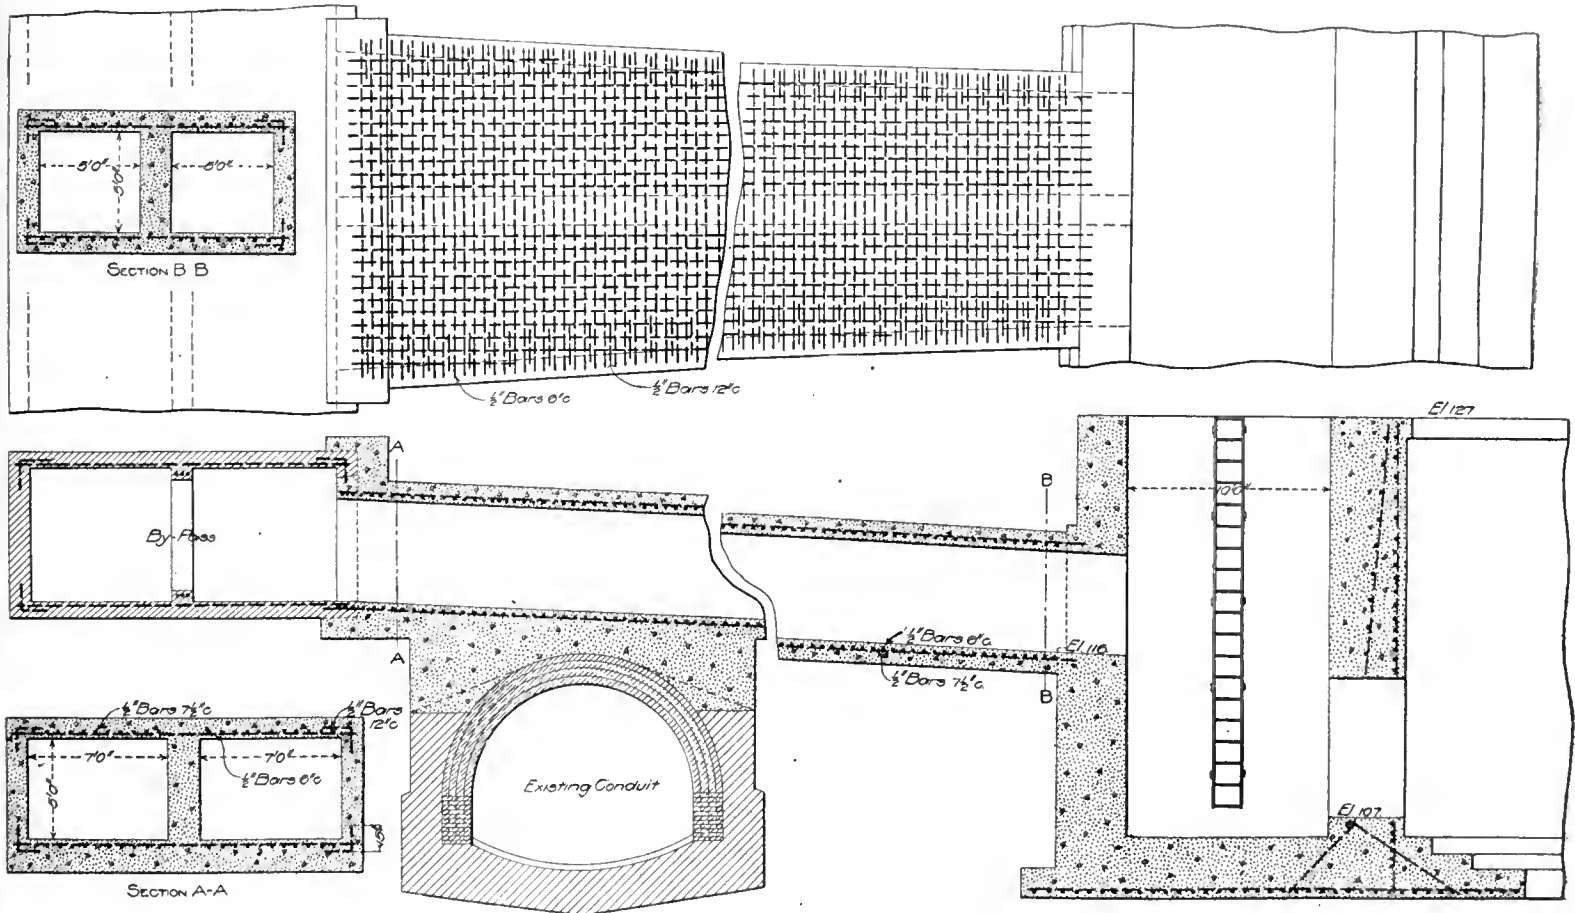 5'0" 5'0"
5'0"
SECTION B B
½" Bars 6"c
½" Bars 12"c
El 127
A
B
10'0"
By-Pass
½" Bars 6"c.
El. 116.
½" Bars 7½"c.
A
B
½" Bars 7½"c
½" Bars 12"c
7'0" 7'0"
½" Bars 6"c
5'0"
Existing Conduit
El. 107.
SECTION A-A